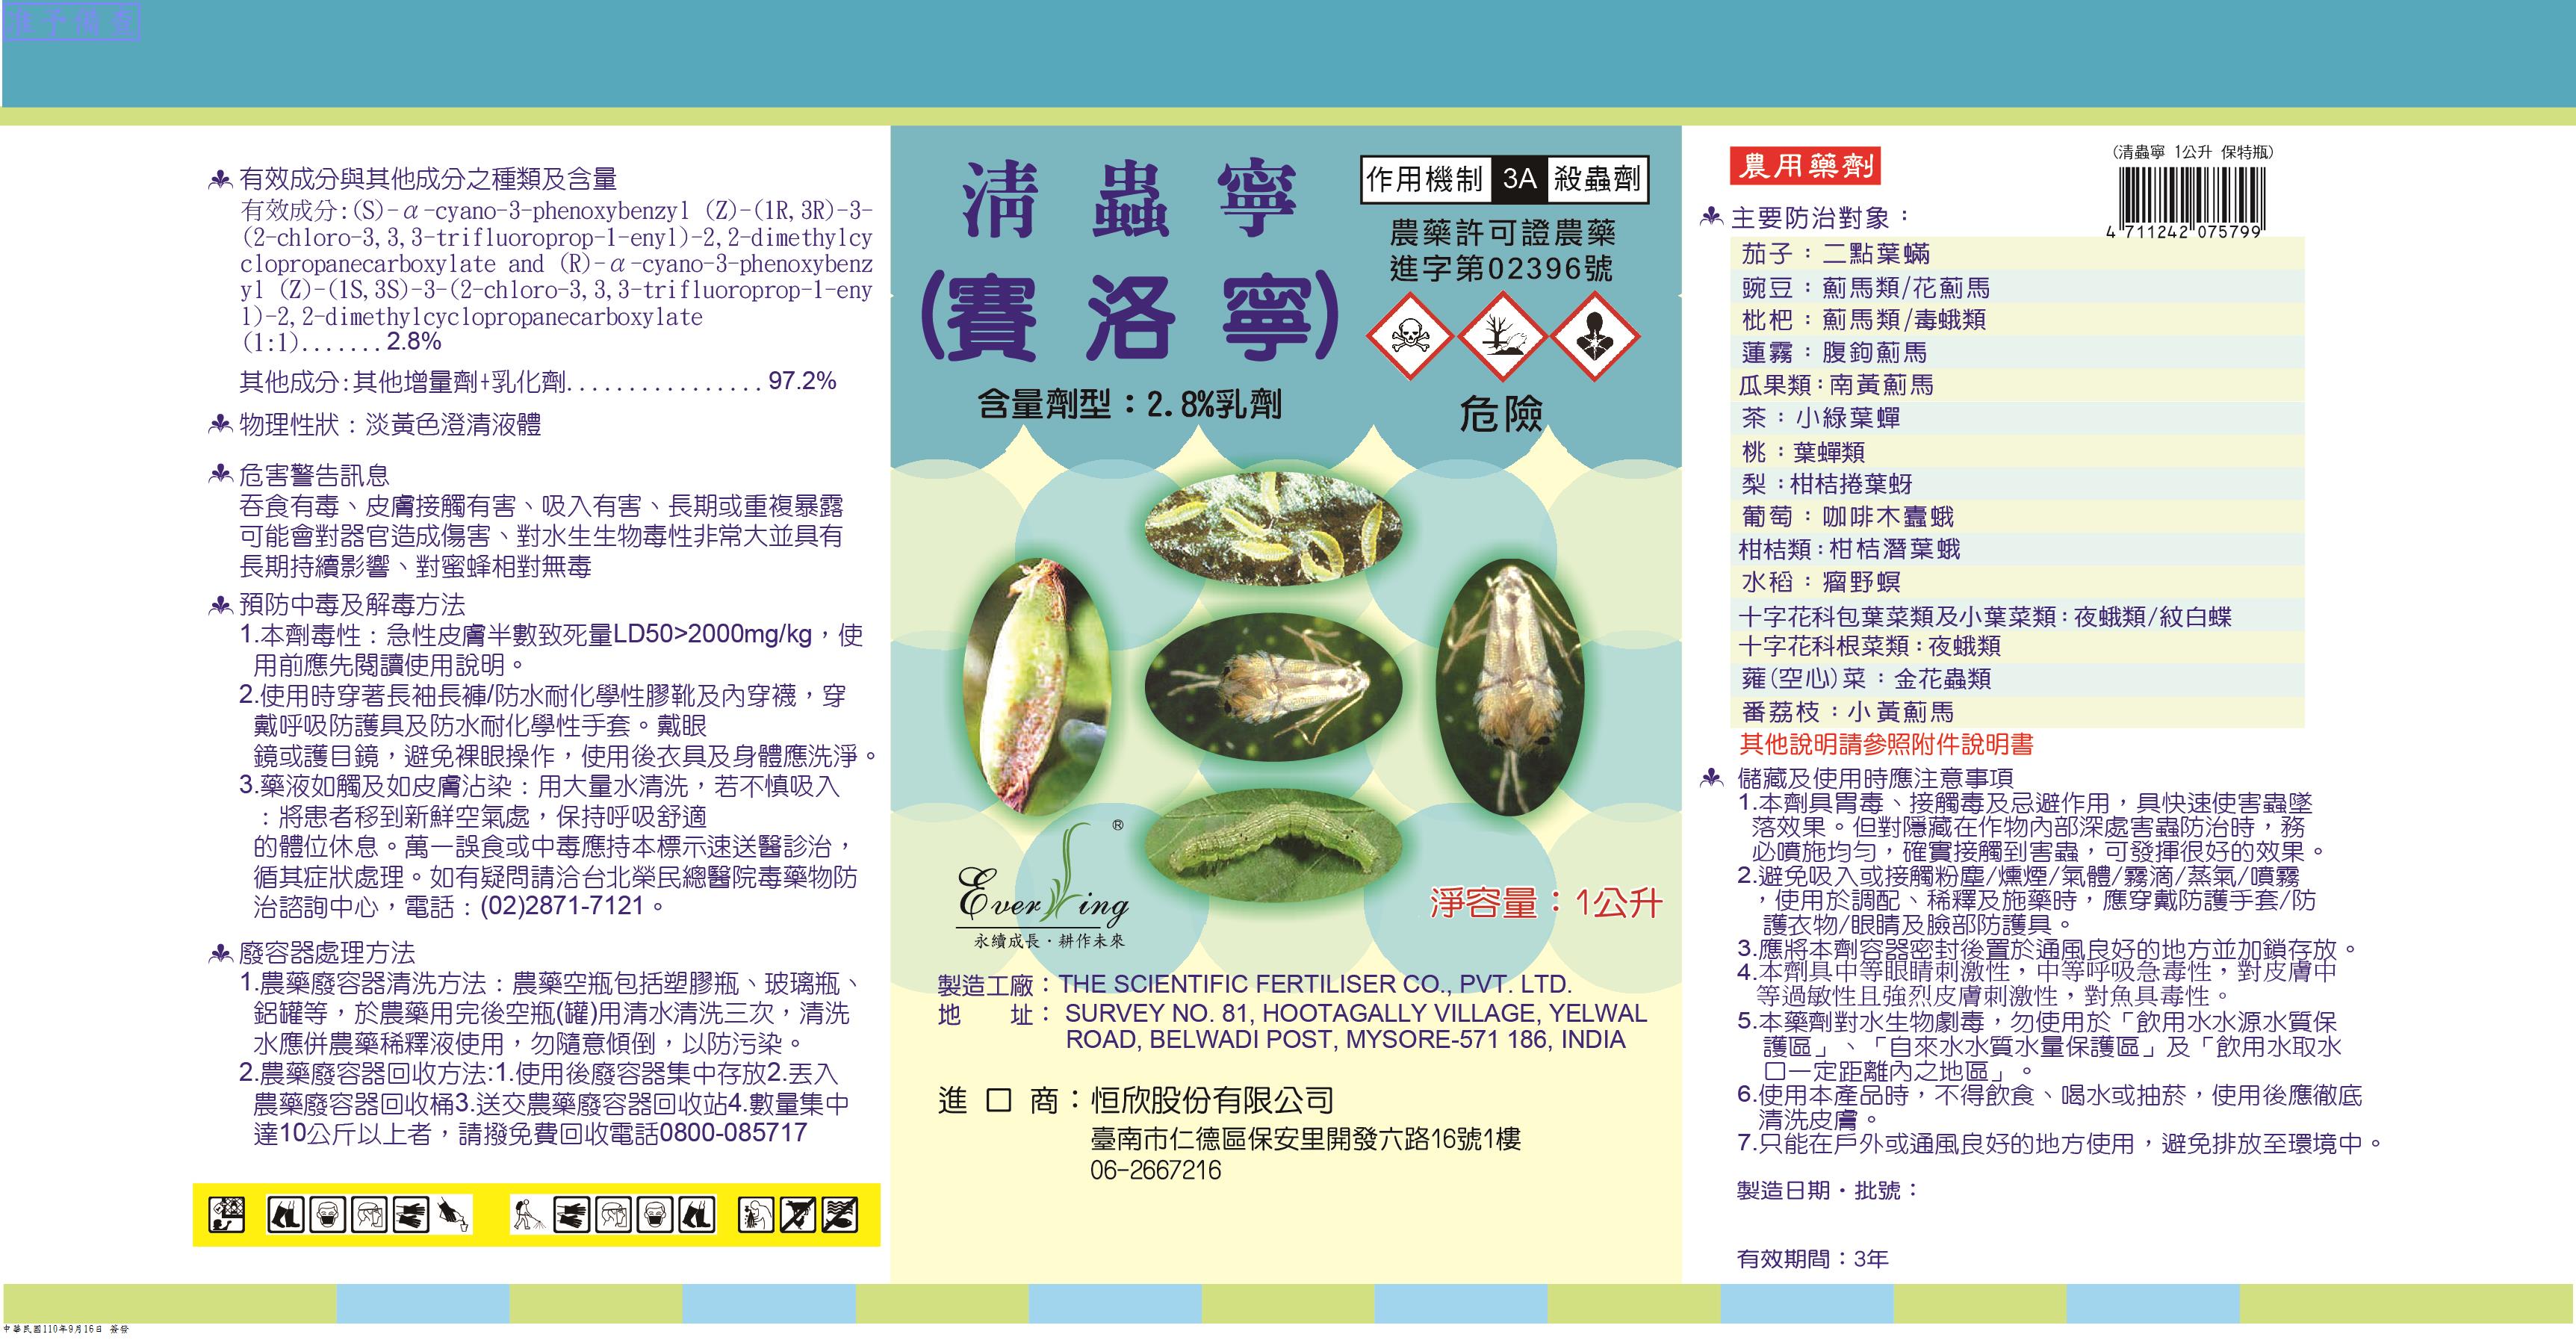 准予備查
有效成分與其他成分之種類及含量
有效成分:(S)-α-cyano-3-phenoxybenzyl (Z)-(1R,3R)-3-
(2-chloro-3,3,3-trifluoroprop-1-enyl)-2,2-dimethylcy
clopropanecarboxylate and (R)-α-cyano-3-phenoxybenz
yl (Z)-(1S,3S)-3-(2-chloro-3,3,3-trifluoroprop-1-eny
l)-2,2-dimethylcyclopropanecarboxylate
(1:1).......2.8%
其他成分:其他增量劑+乳化劑................97.2%
物理性狀：淡黃色澄清液體
危害警告訊息
吞食有毒、皮膚接觸有害、吸入有害、長期或重複暴露
可能會對器官造成傷害、對水生生物毒性非常大並具有
長期持續影響、對蜜蜂相對無毒
預防中毒及解毒方法
1.本劑毒性：急性皮膚半數致死量LD50>2000mg/kg，使
用前應先閱讀使用說明。
2.使用時穿著長袖長褲/防水耐化學性膠靴及內穿襪，穿
戴呼吸防護具及防水耐化學性手套。戴眼
鏡或護目鏡，避免裸眼操作，使用後衣具及身體應洗淨。
3.藥液如觸及如皮膚沾染：用大量水清洗，若不慎吸入
：將患者移到新鮮空氣處，保持呼吸舒適
的體位休息。萬一誤食或中毒應持本標示速送醫診治，
循其症狀處理。如有疑問請洽台北榮民總醫院毒藥物防
治諮詢中心，電話：(02)2871-7121。
廢容器處理方法
1.農藥廢容器清洗方法：農藥空瓶包括塑膠瓶、玻璃瓶、
鋁罐等，於農藥用完後空瓶(罐)用清水清洗三次，清洗
水應併農藥稀釋液使用，勿隨意傾倒，以防污染。
2.農藥廢容器回收方法:1.使用後廢容器集中存放2.丟入
農藥廢容器回收桶3.送交農藥廢容器回收站4.數量集中
達10公斤以上者，請撥免費回收電話0800-085717
清蟲寧
(賽洛寧)
含量劑型：2.8%乳劑
作用機制 3A 殺蟲劑
農藥許可證農藥
進字第02396號
危險
®
EverKing
永續成長·耕作未來
淨容量：1公升
製造工廠：THE SCIENTIFIC FERTILISER CO., PVT. LTD.
地　　址： SURVEY NO. 81, HOOTAGALLY VILLAGE, YELWAL
ROAD, BELWADI POST, MYSORE-571 186, INDIA
進 口 商：恒欣股份有限公司
臺南市仁德區保安里開發六路16號1樓
06-2667216
農用藥劑
(清蟲寧 1公升 保特瓶)
4 711242 075799
主要防治對象：
茄子：二點葉蟎
豌豆：薊馬類/花薊馬
枇杷：薊馬類/毒蛾類
蓮霧：腹鉤薊馬
瓜果類：南黃薊馬
茶：小綠葉蟬
桃：葉蟬類
梨：柑桔捲葉蚜
葡萄：咖啡木蠹蛾
柑桔類：柑桔潛葉蛾
水稻：瘤野螟
十字花科包葉菜類及小葉菜類：夜蛾類/紋白蝶
十字花科根菜類：夜蛾類
蕹(空心)菜：金花蟲類
番荔枝：小黃薊馬
其他說明請參照附件說明書
儲藏及使用時應注意事項
1.本劑具胃毒、接觸毒及忌避作用，具快速使害蟲墜
落效果。但對隱藏在作物內部深處害蟲防治時，務
必噴施均勻，確實接觸到害蟲，可發揮很好的效果。
2.避免吸入或接觸粉塵/燻煙/氣體/霧滴/蒸氣/噴霧
，使用於調配、稀釋及施藥時，應穿戴防護手套/防
護衣物/眼睛及臉部防護具。
3.應將本劑容器密封後置於通風良好的地方並加鎖存放。
4.本劑具中等眼睛刺激性，中等呼吸急毒性，對皮膚中
等過敏性且強烈皮膚刺激性，對魚具毒性。
5.本藥劑對水生物劇毒，勿使用於「飲用水水源水質保
護區」、「自來水水質水量保護區」及「飲用水取水
口一定距離內之地區」。
6.使用本產品時，不得飲食、喝水或抽菸，使用後應徹底
清洗皮膚。
7.只能在戶外或通風良好的地方使用，避免排放至環境中。
製造日期·批號：
有效期間：3年
中華民國110年9月16日 簽發